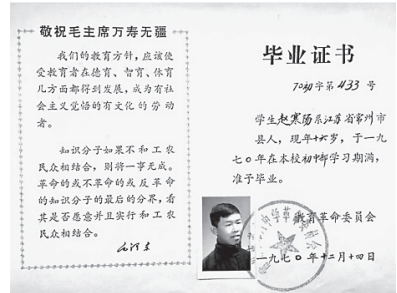 敬祝毛主席万寿无疆
我们的教育方针,应该使
受教育者在德育、智育、体育
几方面都得到发展,成为有社
会主义觉悟的有文化的劳动
者。
知识分子如果不和工农
民众相结合,则将一事无成。
革命的或不革命的或反革命
的知识分子的最后的分界,看
其是否愿意并且实行和工农
民众相结合。
毛泽东
毕业证书
70初字第433号
学生赵寒阳系江苏省常州市
县人,现年十六岁,于一九
七〇年在本校初中部学习期满,
准予毕业。
教育革命委员会
一九七〇年十二月十四日